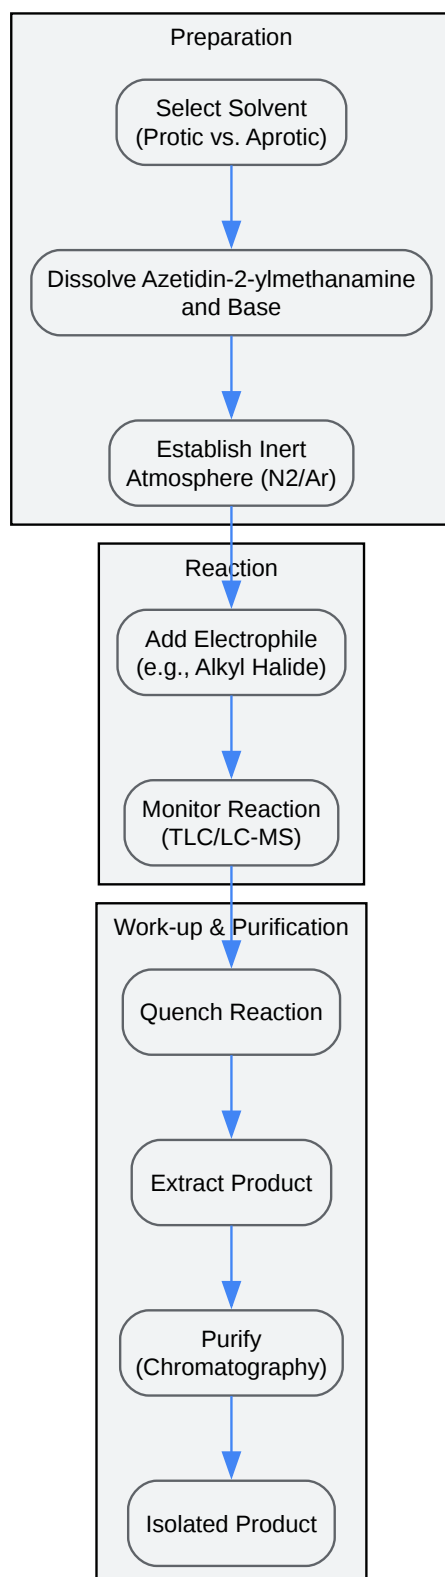 Preparation
Select Solvent
(Protic vs. Aprotic)
Dissolve Azetidin-2-ylmethanamine
and Base
Establish Inert
Atmosphere (N2/Ar)
Reaction
Add Electrophile
(e.g., Alkyl Halide)
Monitor Reaction
(TLC/LC-MS)
Work-up & Purification
Quench Reaction
Extract Product
Purify
(Chromatography)
Isolated Product